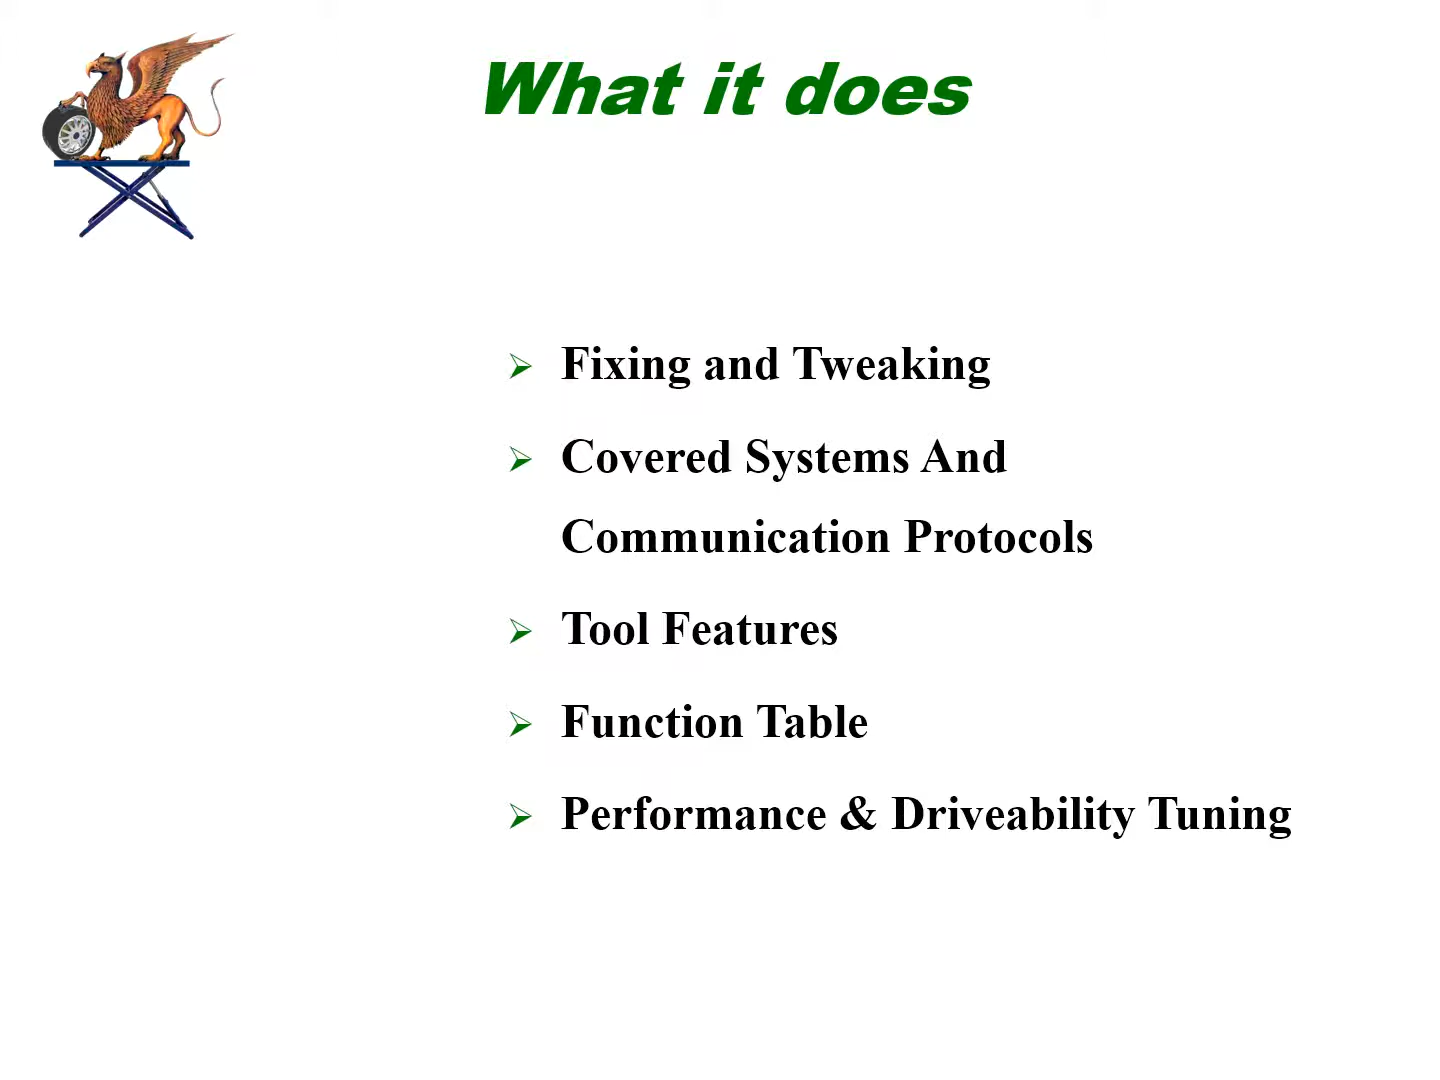 What it does
Fixing and Tweaking
Covered Systems And
Communication Protocols
Tool Features
Function Table
Performance & Driveability Tuning